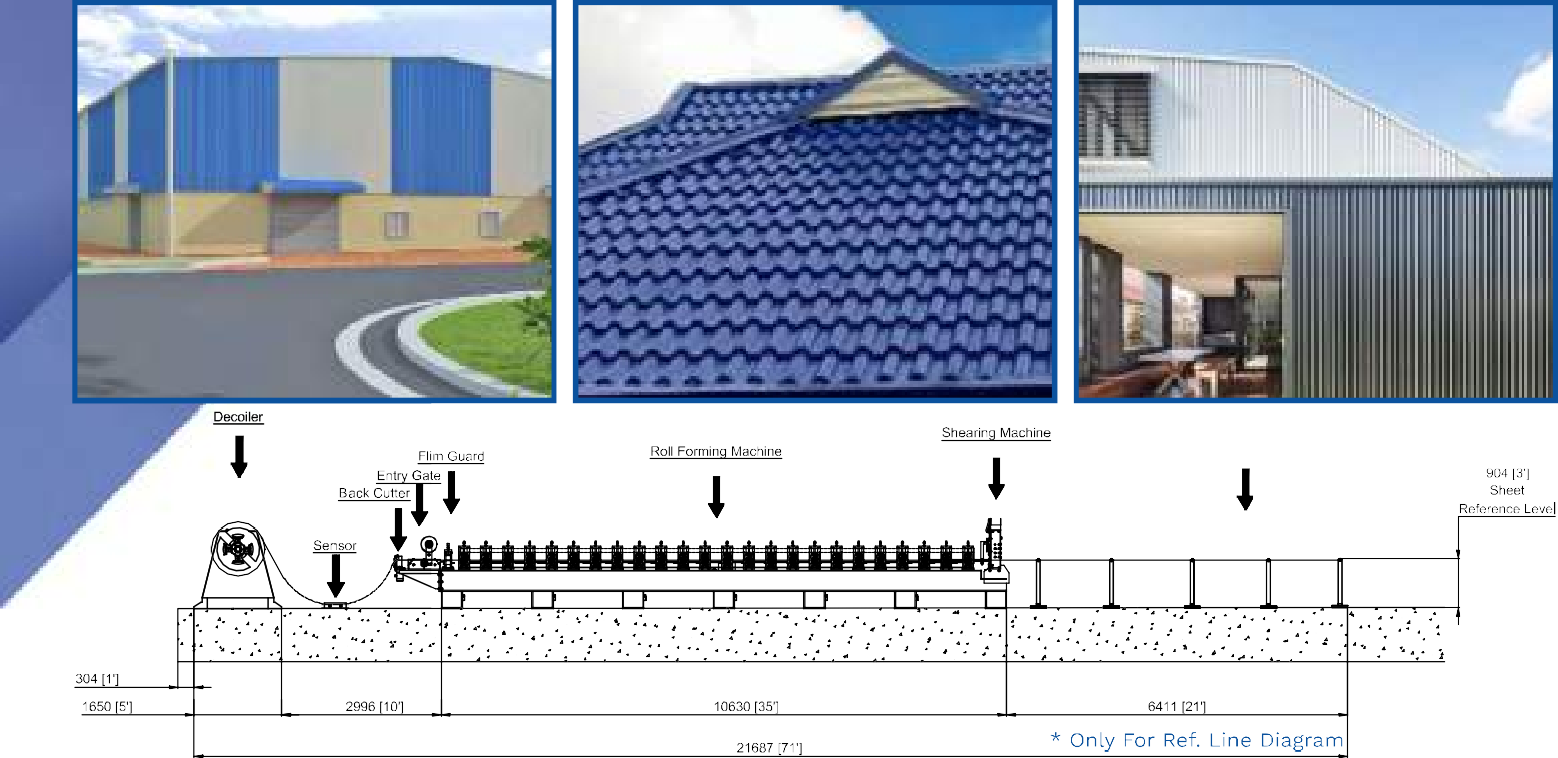 IN
Decoiler
Shearing Machine
Flim Guard
Roll Forming Machine
Entry Gate
Back Cutter
Sensor
904 [3']
Sheet
Reference Level
304 [1']
1650 [5']
2996 [10']
10630 [35']
6411 [21']
21687 [71']
* Only For Ref. Line Diagram